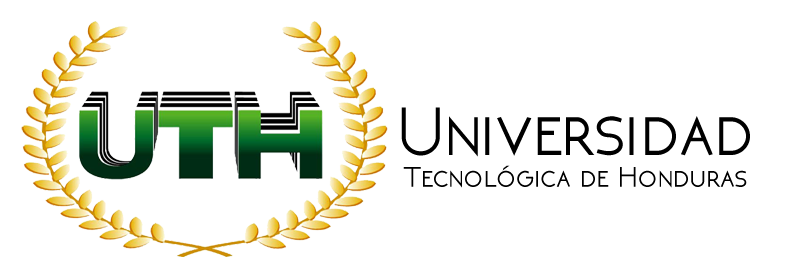 UTH
UNIVERSIDAD
TECNOLÓGICA DE HONDURAS